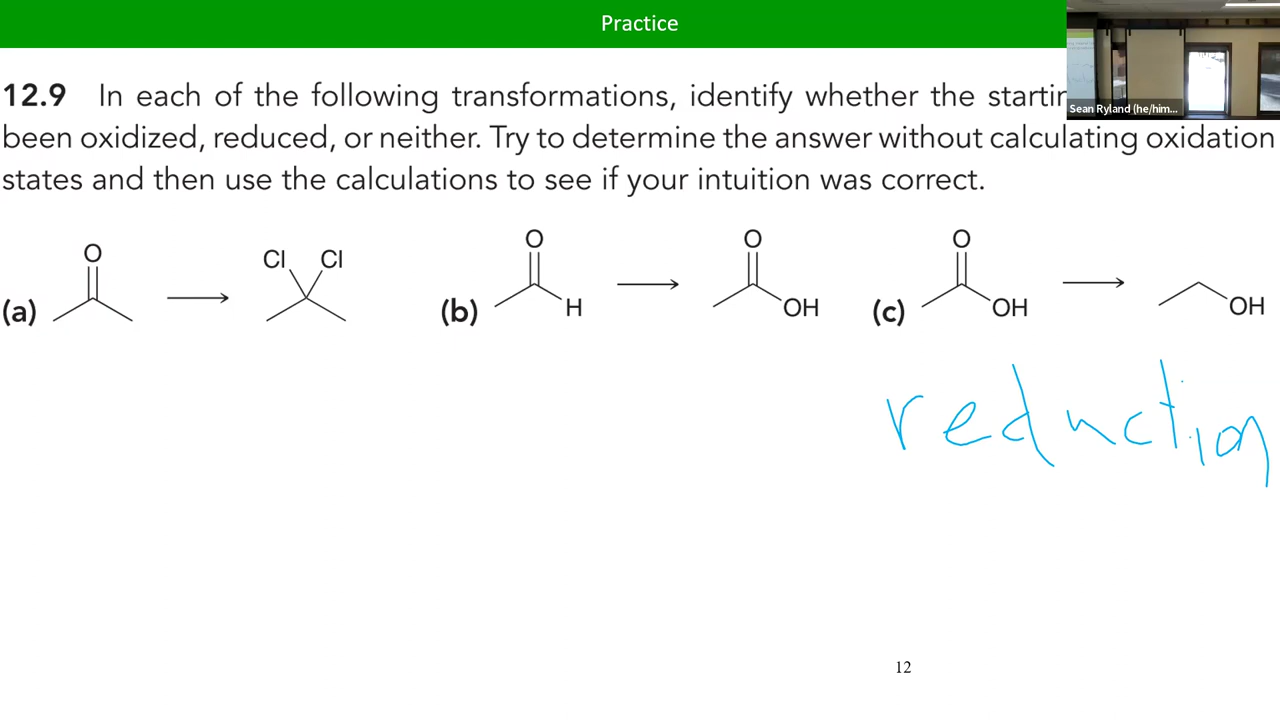 Practice
12.9 In each of the following transformations, identify whether the startin
been oxidized, reduced, or neither. Try to determine the answer without calculating oxidation
states and then use the calculations to see if your intuition was correct.
Sean Ryland (he/him...
(a) O Cl Cl
(b) O H O OH
(c) O OH OH
reduction
12